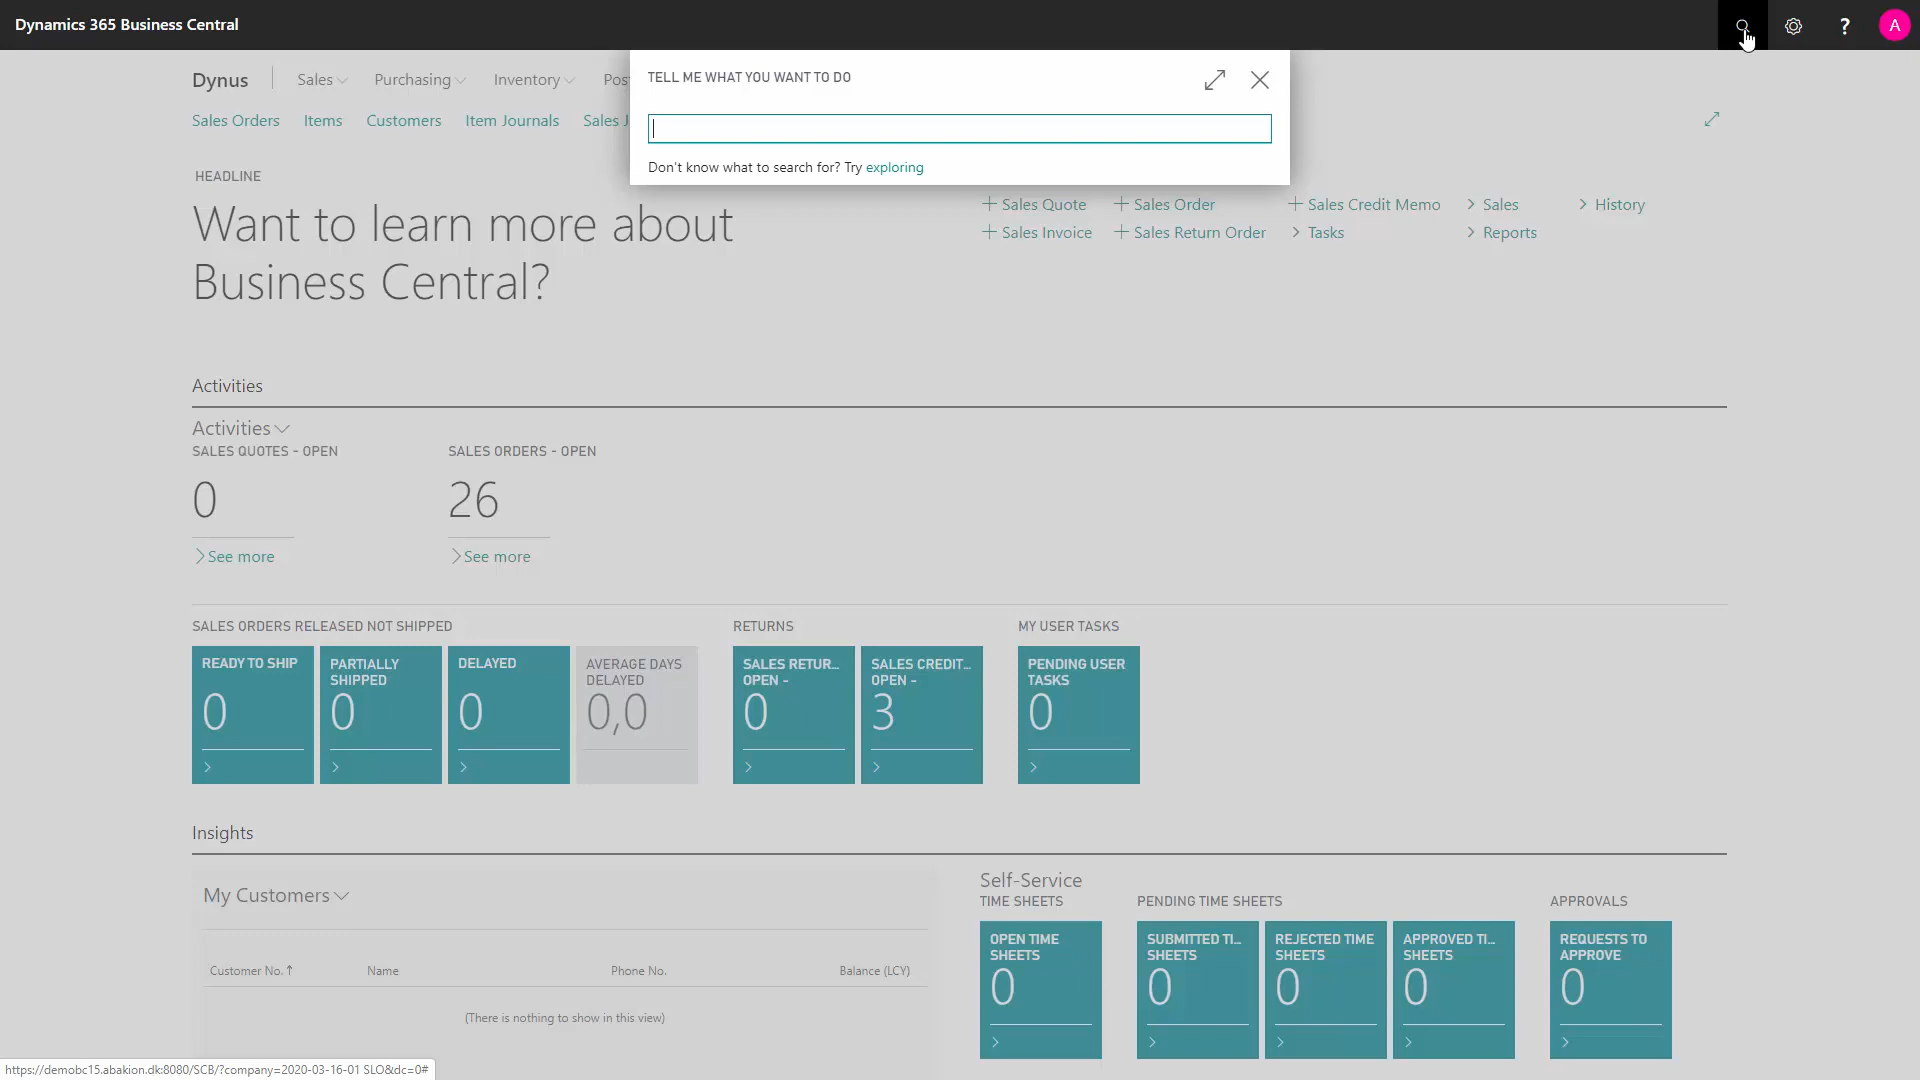 Dynamics 365 Business Central
A
TELL ME WHAT YOU WANT TO DO
Don't know what to search for? Try exploring
Dynus
Sales
Purchasing
Inventory
Sales Orders
Items
Customers
Item Journals
Sales
HEADLINE
Want to learn more about
Business Central?
+ Sales Quote
+ Sales Order
+ Sales Credit Memo
> Sales
> History
+ Sales Invoice
+ Sales Return Order
> Tasks
> Reports
Activities
Activities
SALES QUOTES - OPEN
SALES ORDERS - OPEN
0
26
>See more
>See more
SALES ORDERS RELEASED NOT SHIPPED
RETURNS
MY USER TASKS
READY TO SHIP
0
PARTIALLY
SHIPPED
0
DELAYED
0
AVERAGE DAYS
DELAYED
0,0
SALES RETUR...
OPEN -
0
SALES CREDIT...
OPEN -
3
PENDING USER
TASKS
0
Insights
My Customers
Customer No.↑
Name
Phone No.
Balance (LCY)
(There is nothing to show in this view)
Self-Service
TIME SHEETS
PENDING TIME SHEETS
APPROVALS
OPEN TIME
SHEETS
0
SUBMITTED TI...
SHEETS
0
REJECTED TIME
SHEETS
0
APPROVED TI...
SHEETS
0
REQUESTS TO
APPROVE
0
https://demobc15.abakion.dk:8080/SCB/?company=2020-03-16-01 SLO&dc=0#